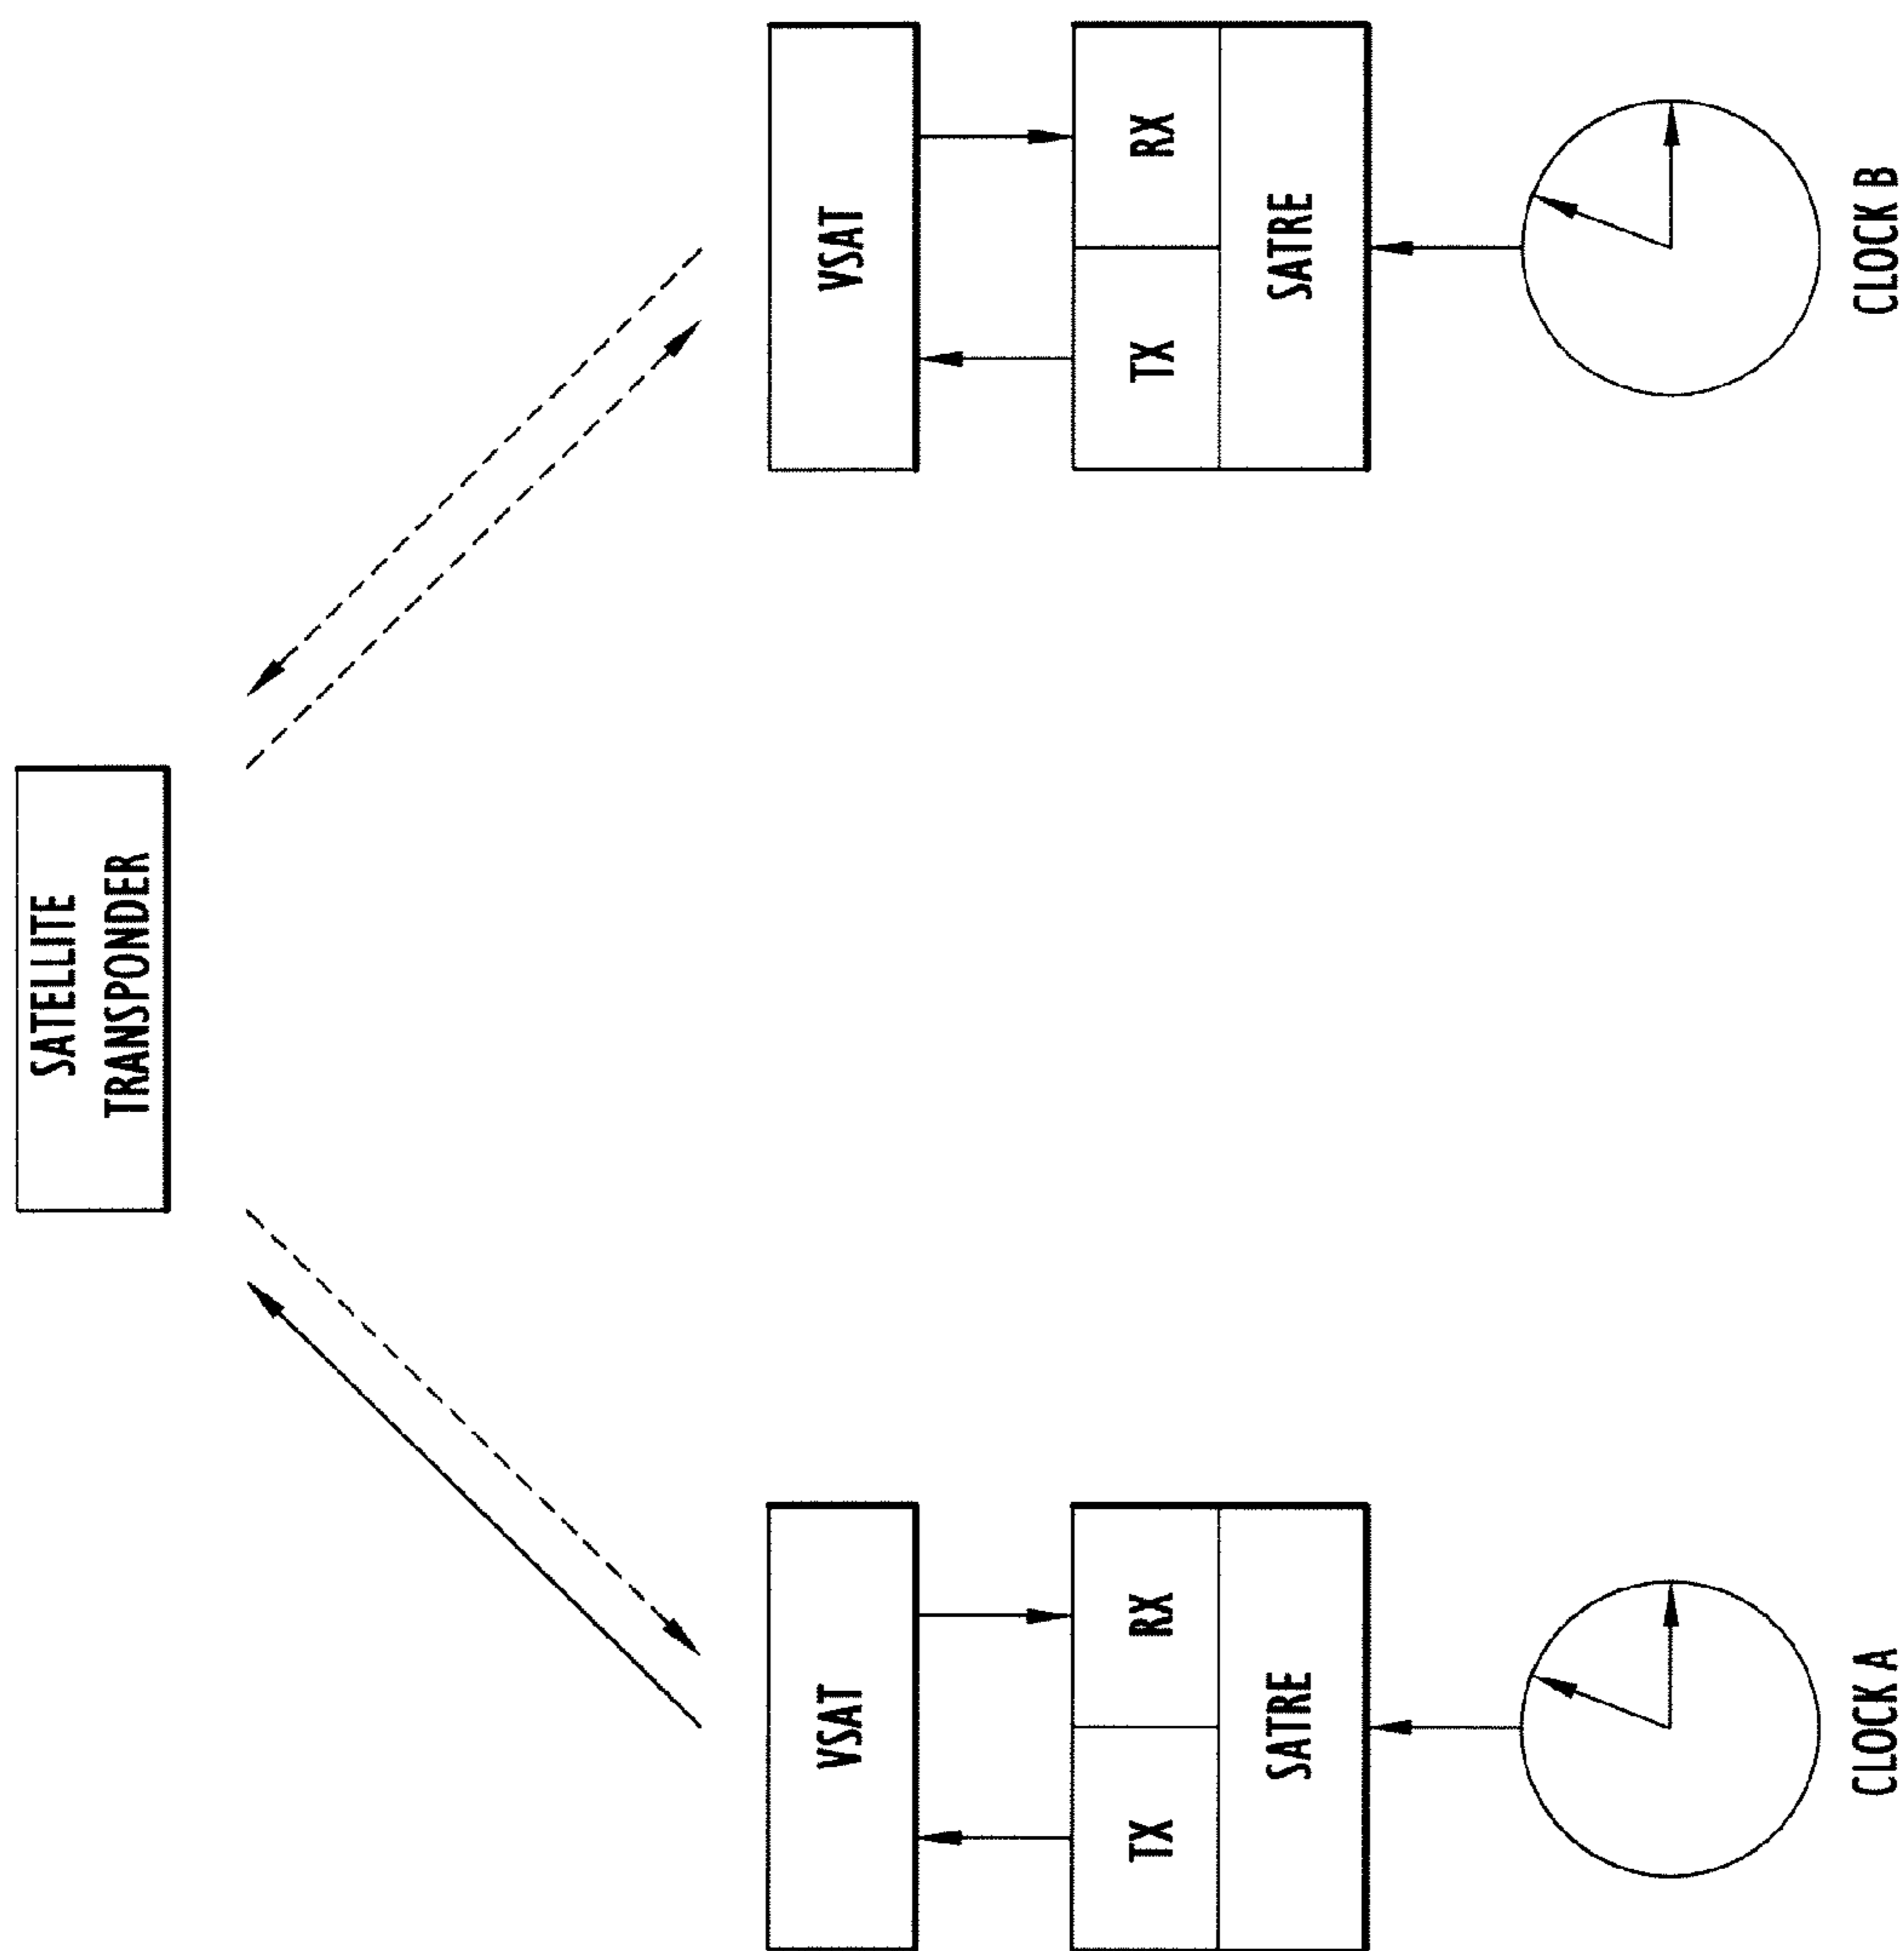 SATELLITE
TRANSPONDER
VSAT
VSAT
TX
RX
TX
RX
SATRE
SATRE
CLOCK A
CLOCK B